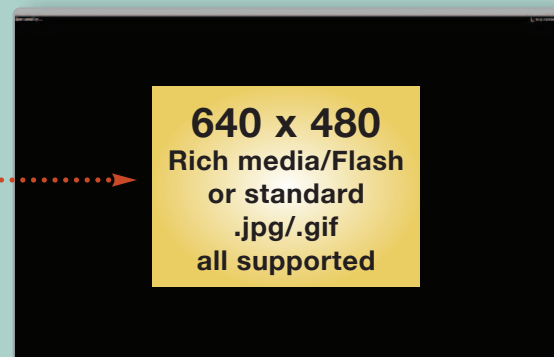 640 x 480
Rich media/Flash
or standard
.jpg/.gif
all supported